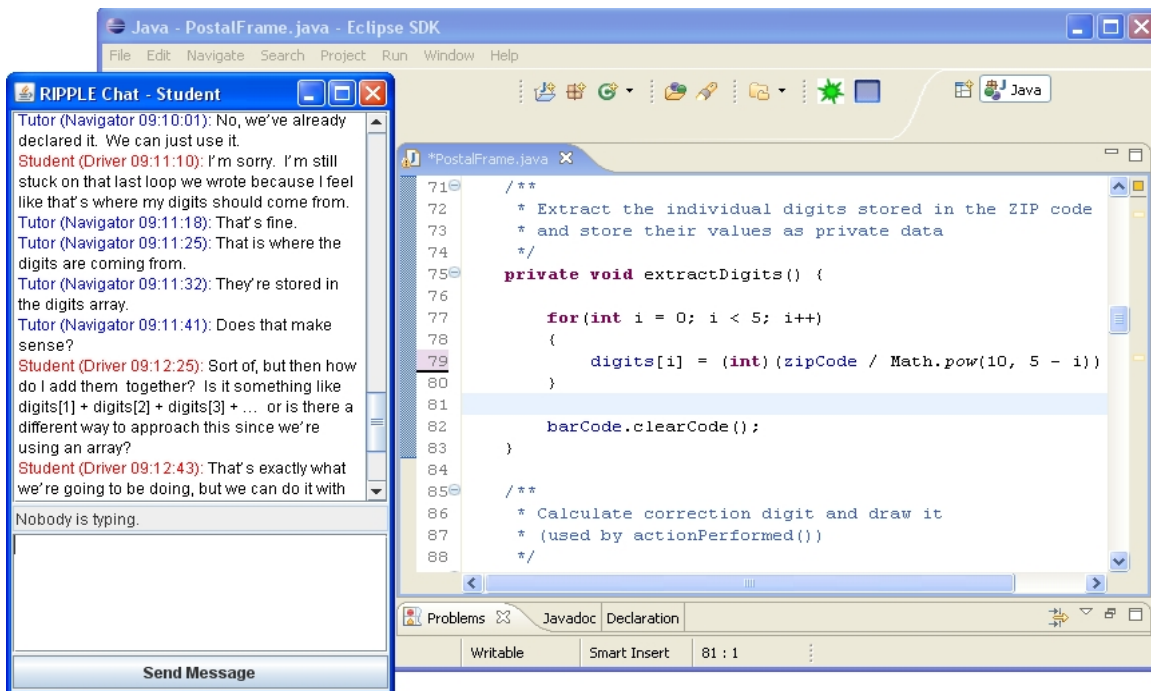 Java - PostalFrame.java - Eclipse SDK
File Edit Navigate Search Project Run Window Help
Java
RIPPLE Chat - Student
Tutor (Navigator 09:10:01): No, we've already
declared it. We can just use it.
Student (Driver 09:11:10): I'm sorry. I'm still
stuck on that last loop we wrote because I feel
like that's where my digits should come from.
Tutor (Navigator 09:11:18): That's fine.
Tutor (Navigator 09:11:25): That is where the
digits are coming from.
Tutor (Navigator 09:11:32): They're stored in
the digits array.
Tutor (Navigator 09:11:41): Does that make
sense?
Student (Driver 09:12:25): Sort of, but then how
do I add them together? Is it something like
digits[1] + digits[2] + digits[3] + ... or is there a
different way to approach this since we're
using an array?
Student (Driver 09:12:43): That's exactly what
we're going to be doing, but we can do it with
Nobody is typing.
Send Message
*PostalFrame.java
71 /**
72 * Extract the individual digits stored in the ZIP code
73 * and store their values as private data
74 */
75 private void extractDigits() {
76
77 for(int i = 0; i < 5; i++)
78 {
79 digits[i] = (int)(zipCode / Math.pow(10, 5 - i))
80 }
81
82 barCode.clearCode();
83 }
84
85 /**
86 * Calculate correction digit and draw it
87 * (used by actionPerformed())
88 */
Problems Javadoc Declaration
Writable Smart Insert 81 : 1